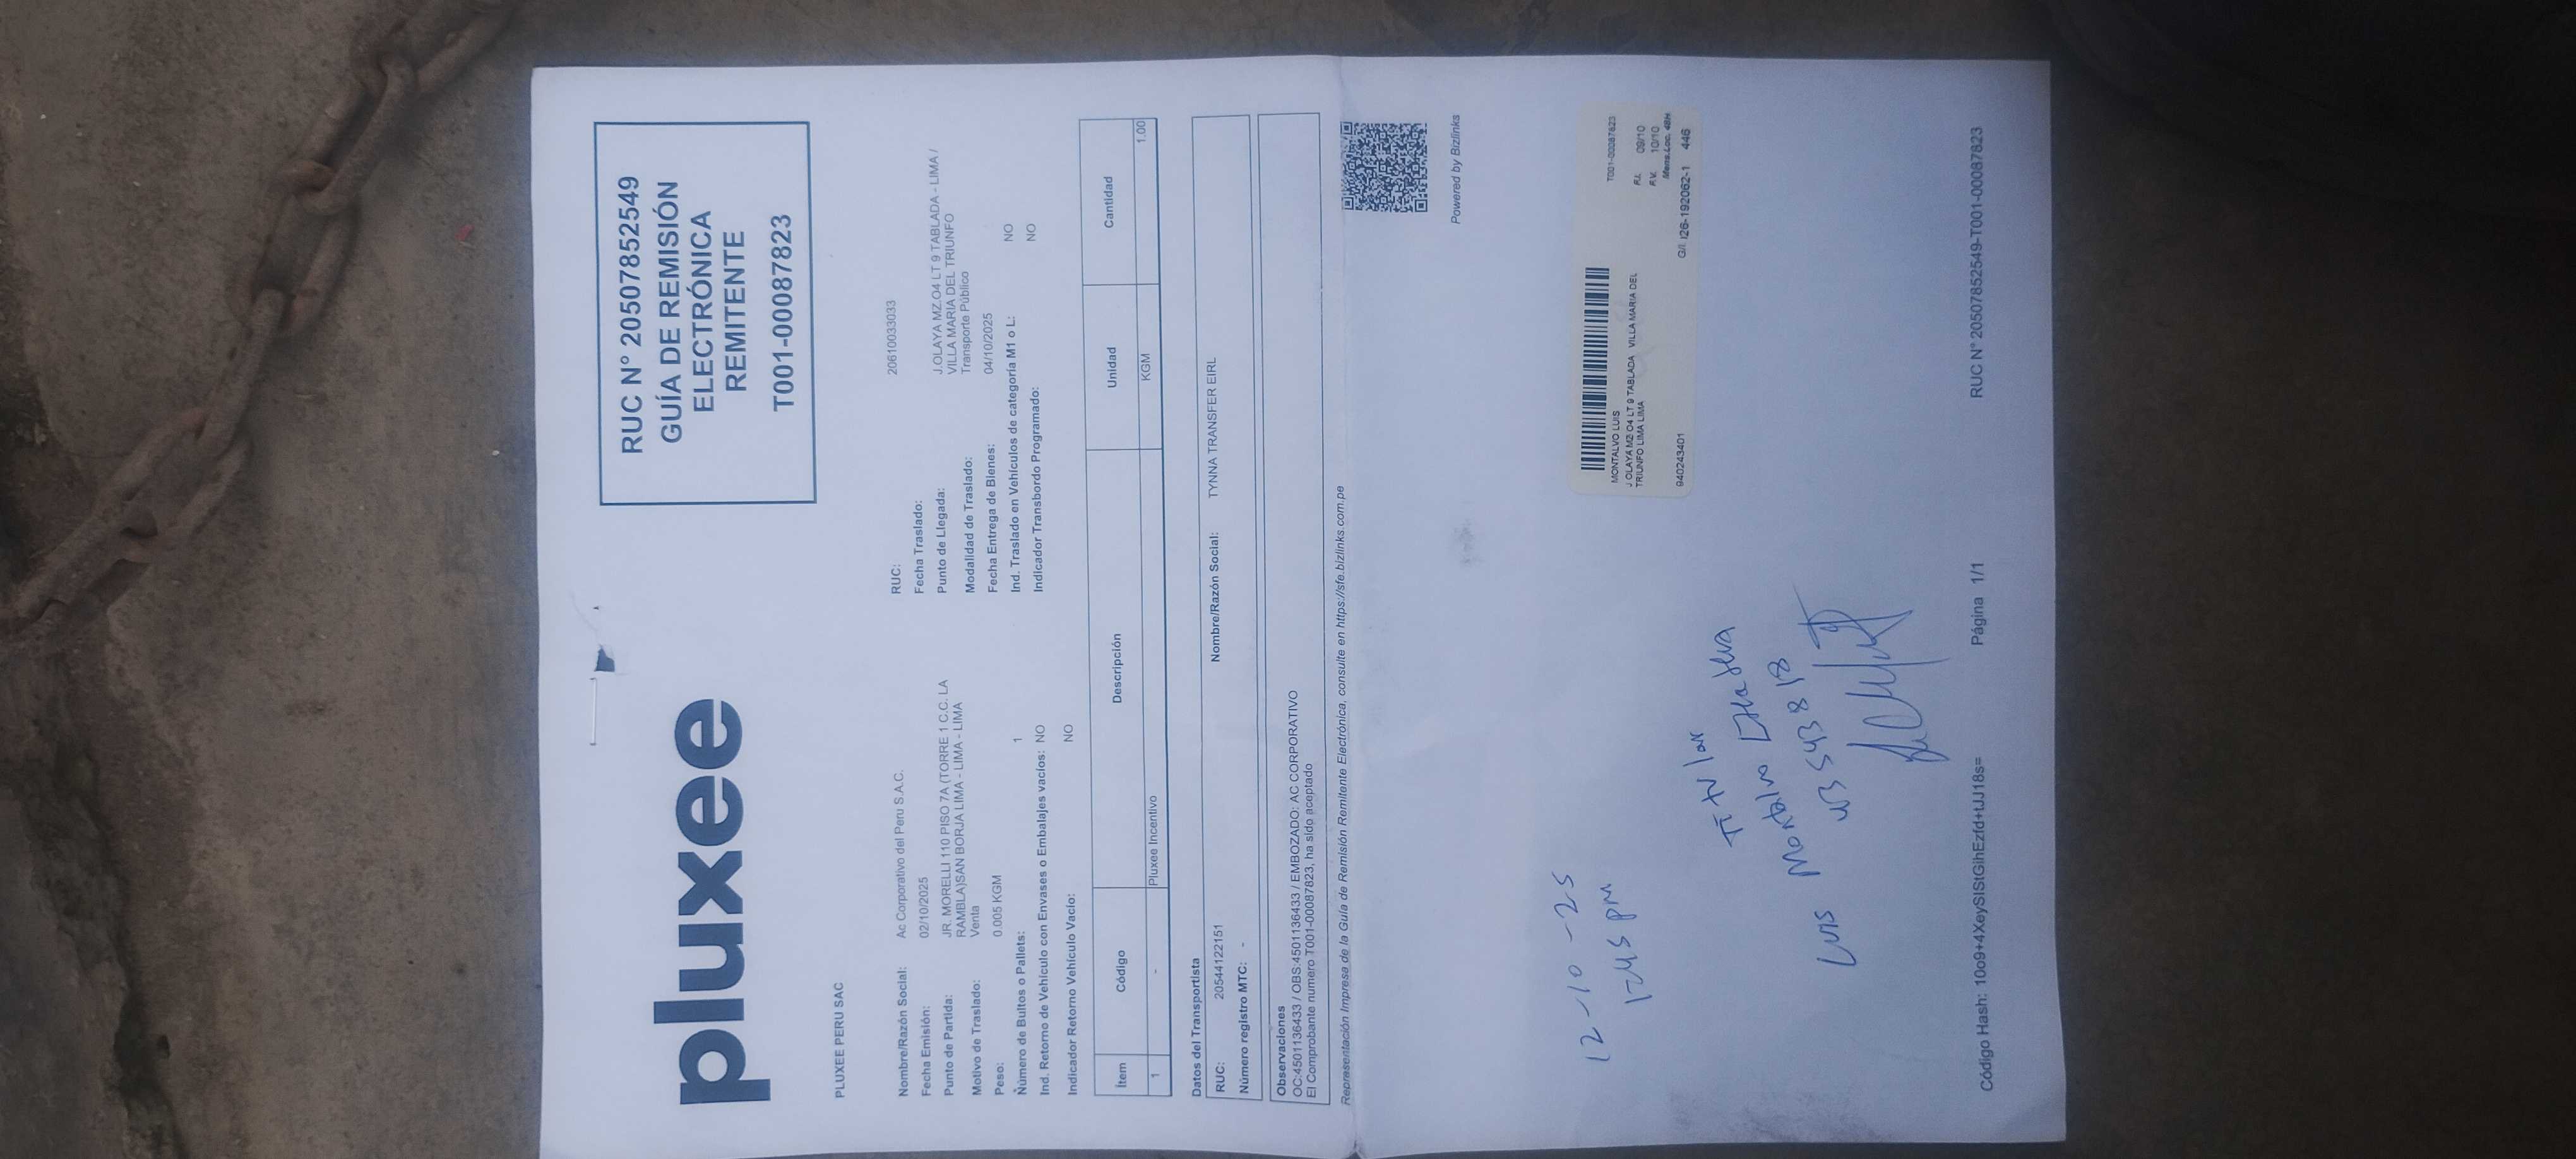 pluxee
RUC N° 20507852549
GUÍA DE REMISIÓN
ELECTRÓNICA
REMITENTE
T001-00087823
PLUXEE PERU SAC
Nombre/Razón Social: Ac Corporativo del Peru S.A.C.
Fecha Emisión: 02/10/2025
Punto de Partida: JR. MORELLI 110 PISO 7A (TORRE 1 C.C. LA
RAMBLA)SAN BORJA LIMA - LIMA - LIMA
Motivo de Traslado: Venta
Peso: 0.005 KGM
Número de Bultos o Pallets: 1
Ind. Retorno de Vehículo con Envases o Embalajes vacíos: NO
Indicador Retorno Vehículo Vacío: NO
RUC: 20610033033
Fecha Traslado:
Punto de Llegada: J.OLAYA MZ.O4 LT 9 TABLADA - LIMA /
VILLA MARIA DEL TRIUNFO
Modalidad de Traslado: Transporte Público
Fecha Entrega de Bienes: 04/10/2025
Ind. Traslado en Vehículos de categoría M1 o L: NO
Indicador Transbordo Programado: NO
Ítem Código Descripción Unidad Cantidad
1 - Pluxee Incentivo KGM 1.00
Datos del Transportista
RUC: 20544122151 Nombre/Razón Social: TYNNA TRANSFER EIRL
Número registro MTC: -
Observaciones
OC:4501136433 / OBS:4501136433 / EMBOZADO: AC CORPORATIVO
El Comprobante numero T001-00087823, ha sido aceptado
Representación Impresa de la Guía de Remisión Remitente Electrónica, consulte en https://sfe.bizlinks.com.pe
Powered by Bizlinks
T001-00087823
MONTALVO LUIS
J OLAYA MZ O4 LT 9 TABLADA VILLA MARIA DEL
TRIUNFO LIMA LIMA
F.I. 09/10
F.V. 10/10
Mens.Loc. 48H
940243401 G/I. I26-192062-1 446
12-10-25
1245 pm
Titular
Luis Montalvo
Código Hash: 10o9+4XeySIStGihEzfd+tJJ18s= Página 1/1 RUC N° 20507852549-T001-00087823